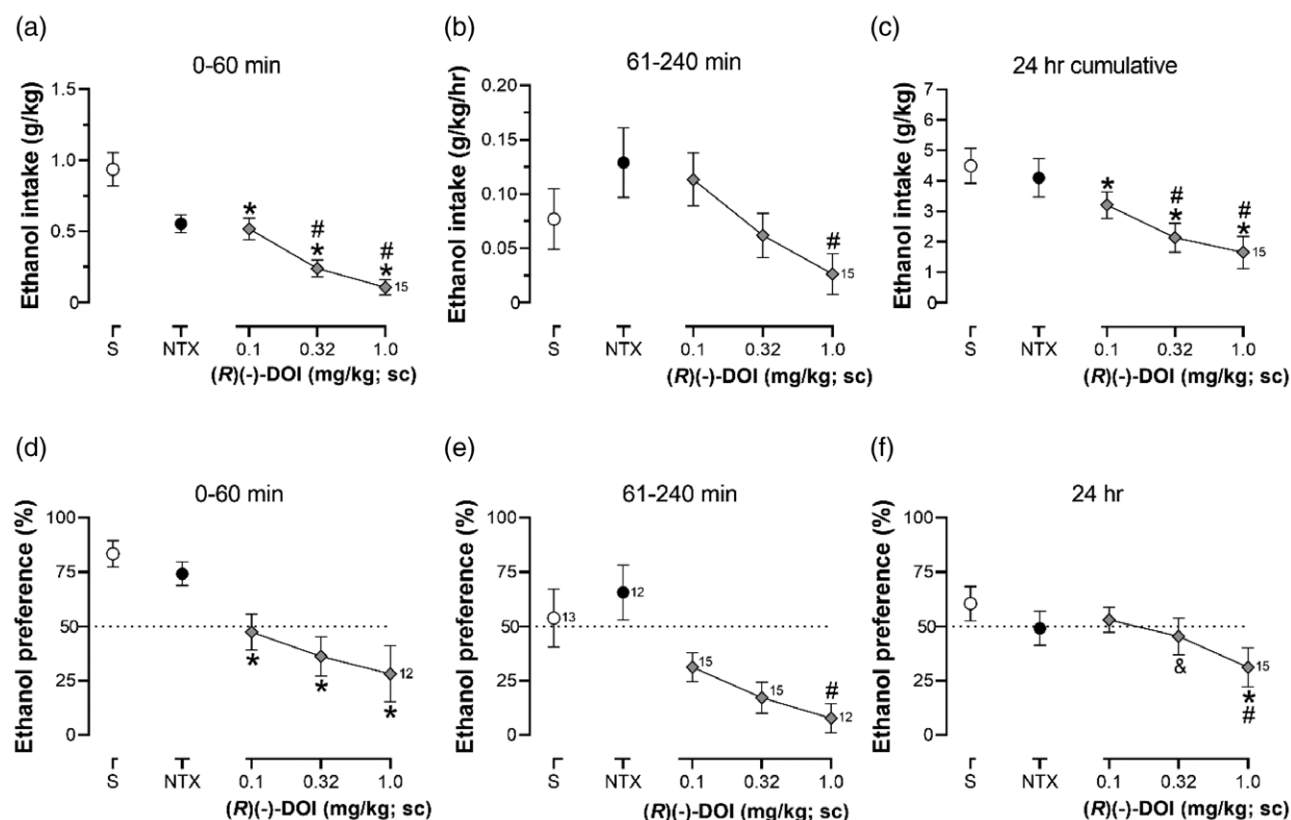 (a)
0-60 min
Ethanol intake (g/kg)
1.5
1.0
0.5
0
*
#
*
#
*
15
S
NTX
0.1
0.32
1.0
(R)(-)-DOI (mg/kg; sc)
(b)
61-240 min
Ethanol intake (g/kg/hr)
0.20
0.15
0.10
0.05
0
#
15
S
NTX
0.1
0.32
1.0
(R)(-)-DOI (mg/kg; sc)
(c)
24 hr cumulative
Ethanol intake (g/kg)
7
6
5
4
3
2
1
0
*
#
*
#
*
15
S
NTX
0.1
0.32
1.0
(R)(-)-DOI (mg/kg; sc)
(d)
0-60 min
Ethanol preference (%)
100
75
50
25
0
*
*
*
12
S
NTX
0.1
0.32
1.0
(R)(-)-DOI (mg/kg; sc)
(e)
61-240 min
Ethanol preference (%)
100
75
50
25
0
13
12
15
15
#
12
S
NTX
0.1
0.32
1.0
(R)(-)-DOI (mg/kg; sc)
(f)
24 hr
Ethanol preference (%)
100
75
50
25
0
&
15
*
#
S
NTX
0.1
0.32
1.0
(R)(-)-DOI (mg/kg; sc)